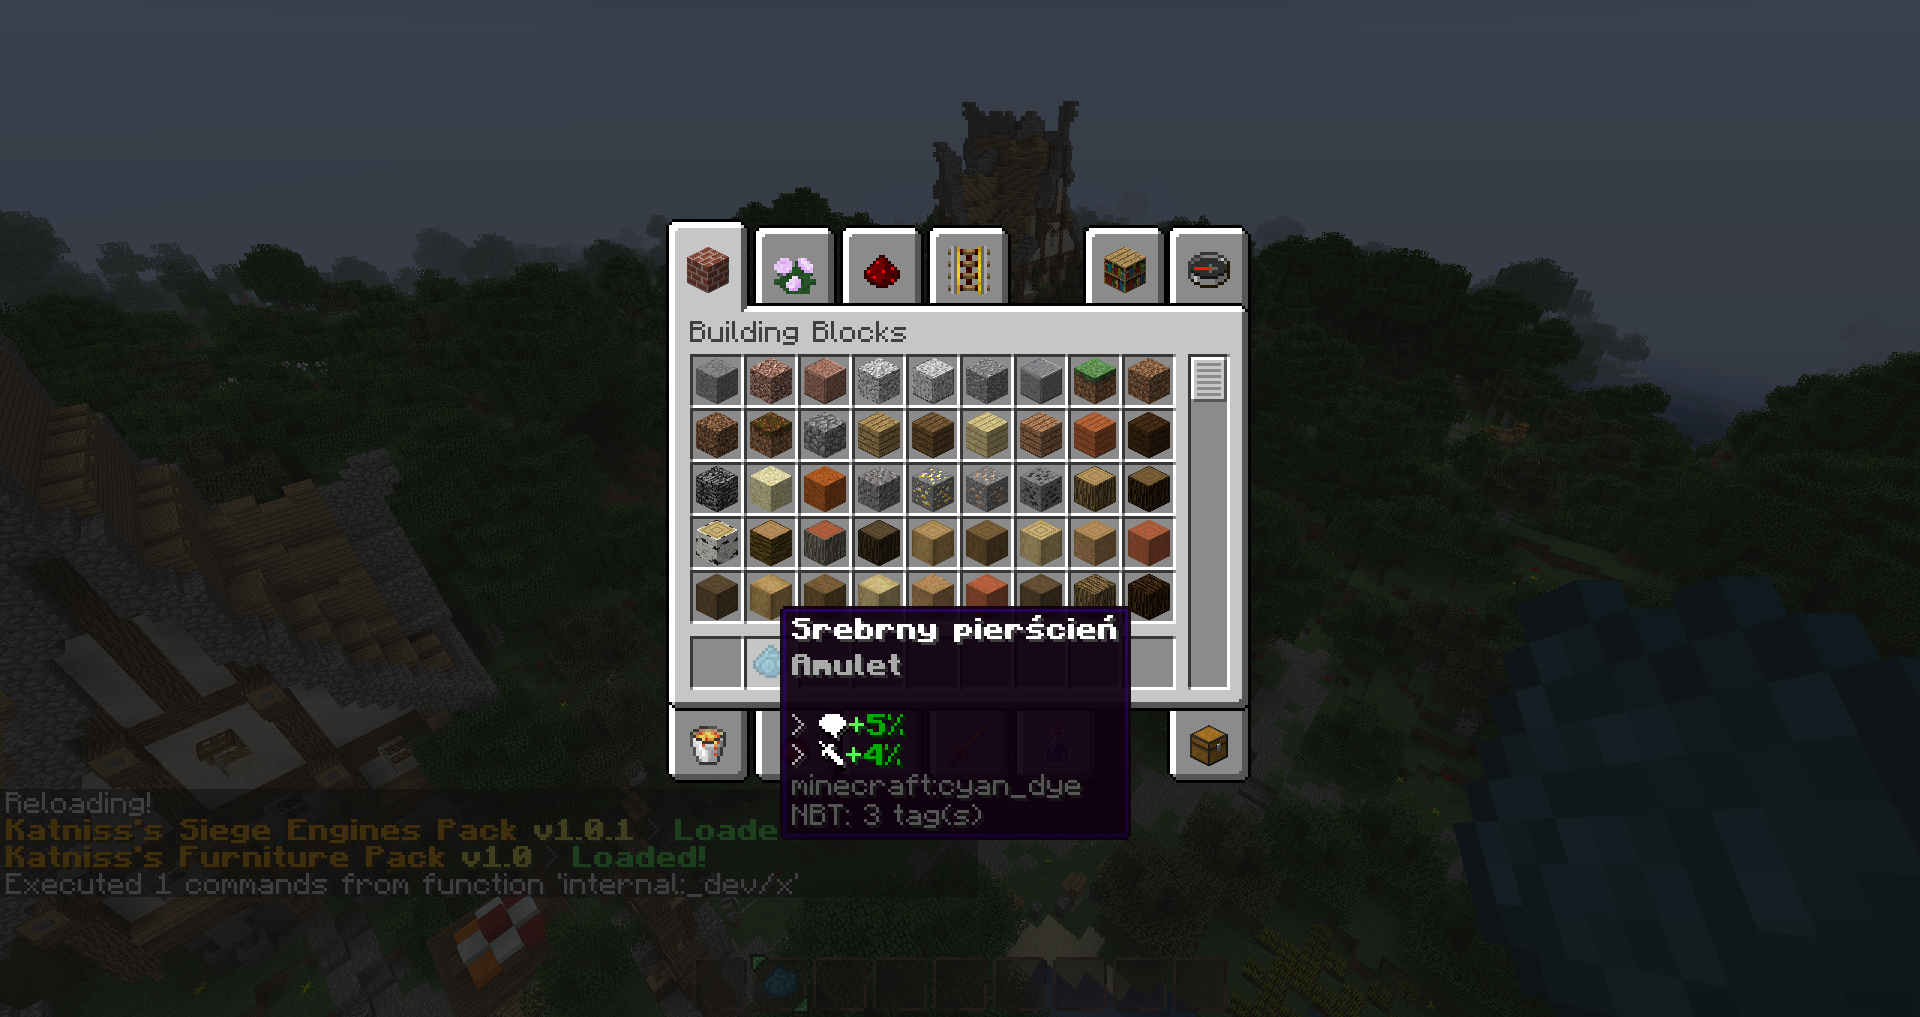 Building Blocks
Srebrny pierścień
Amulet
> +5%
> +4%
minecraft:cyan_dye
NBT: 3 tag(s)
Reloading!
Katniss's Siege Engines Pack v1.0.1 > Loade
Katniss's Furniture Pack v1.0 > Loaded!
Executed 1 commands from function 'internal:_dev/x'